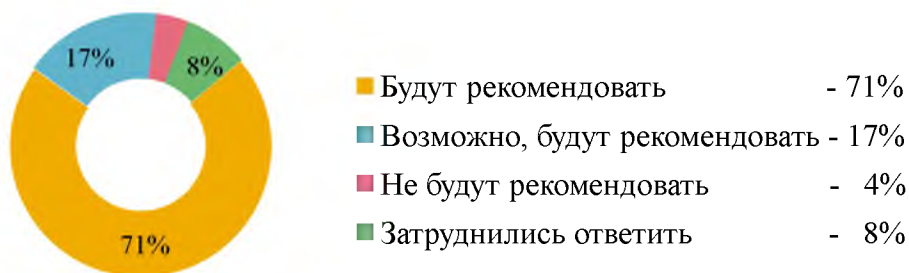 17%
8%
71%
Будут рекомендовать - 71%
Возможно, будут рекомендовать - 17%
Не будут рекомендовать - 4%
Затруднились ответить - 8%